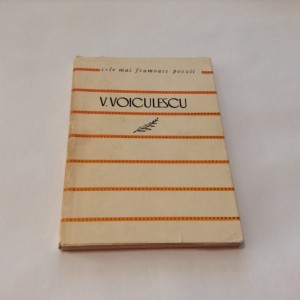 cele mai frumoase poezii
V. VOICULESCU